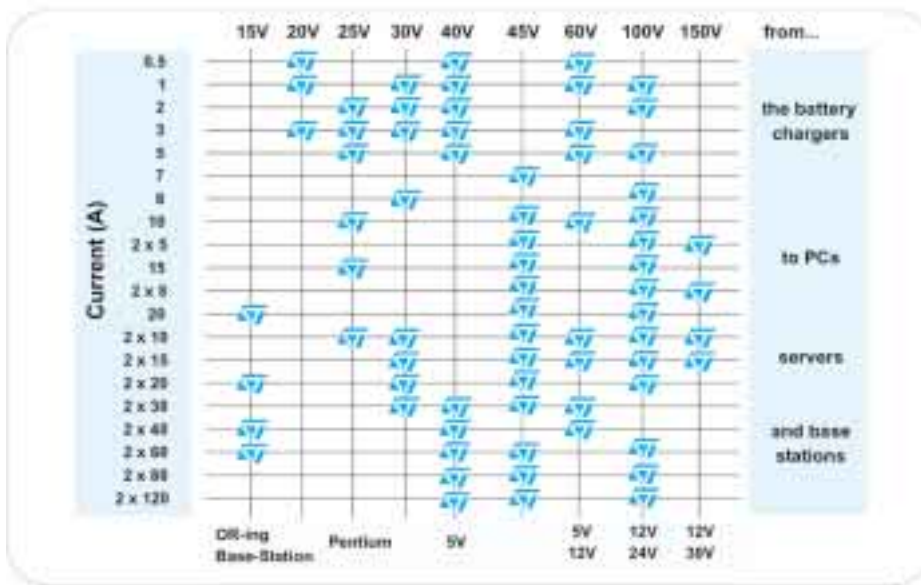 15V 20V 25V 30V 40V 45V 60V 100V 150V from...
0.5
1
2
the battery
3
chargers
5
7
8
10
2 x 5
to PCs
15
2 x 8
20
2 x 10
2 x 15
servers
2 x 20
2 x 30
2 x 40
and base
2 x 60
stations
2 x 80
2 x 120
Current (A)
OR-ing
Base-Station
Pentium
5V
5V
12V
12V
24V
12V
38V